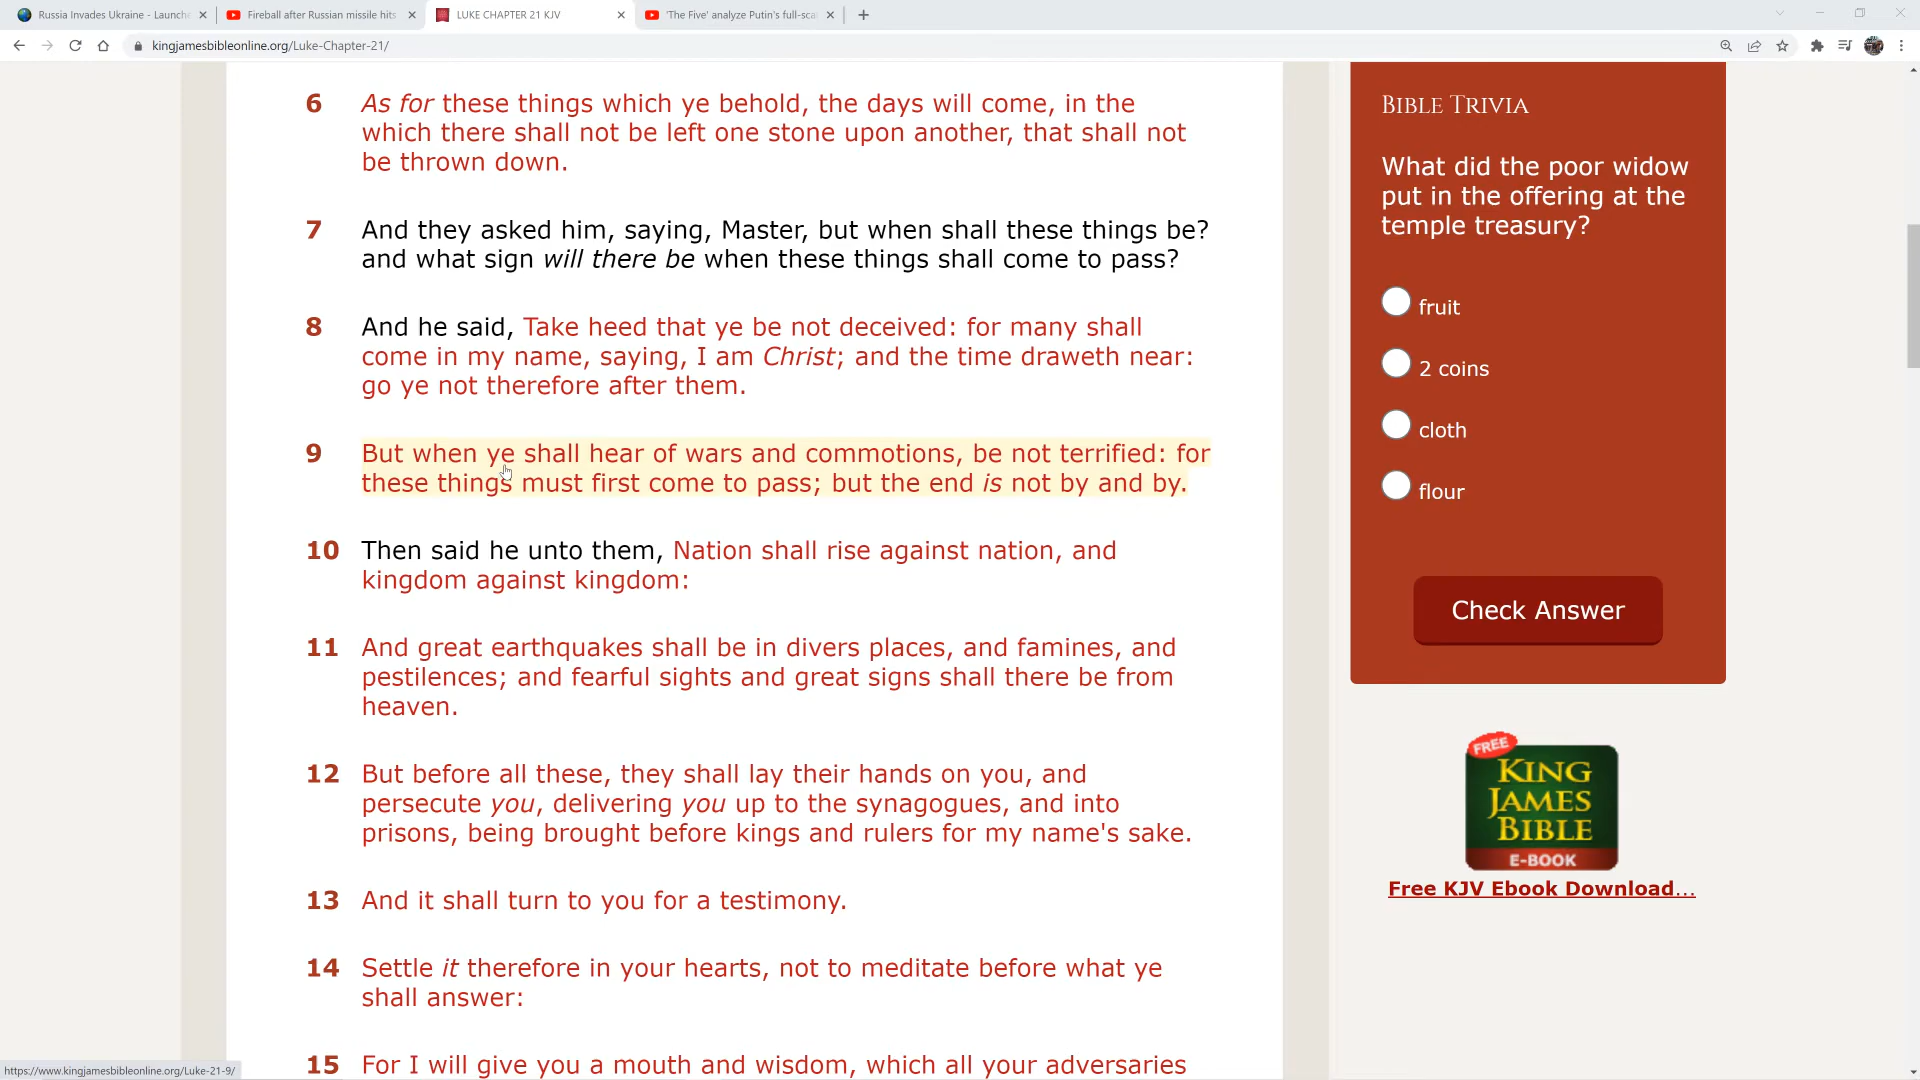 Russia Invades Ukraine - Launche
Fireball after Russian missile hits
LUKE CHAPTER 21 KJV
'The Five' analyze Putin's full-sca
kingjamesbibleonline.org/Luke-Chapter-21/
6 As for these things which ye behold, the days will come, in the
which there shall not be left one stone upon another, that shall not
be thrown down.
7 And they asked him, saying, Master, but when shall these things be?
and what sign will there be when these things shall come to pass?
8 And he said, Take heed that ye be not deceived: for many shall
come in my name, saying, I am Christ; and the time draweth near:
go ye not therefore after them.
9 But when ye shall hear of wars and commotions, be not terrified: for
these things must first come to pass; but the end is not by and by.
10 Then said he unto them, Nation shall rise against nation, and
kingdom against kingdom:
11 And great earthquakes shall be in divers places, and famines, and
pestilences; and fearful sights and great signs shall there be from
heaven.
12 But before all these, they shall lay their hands on you, and
persecute you, delivering you up to the synagogues, and into
prisons, being brought before kings and rulers for my name's sake.
13 And it shall turn to you for a testimony.
14 Settle it therefore in your hearts, not to meditate before what ye
shall answer:
15 For I will give you a mouth and wisdom, which all your adversaries
BIBLE TRIVIA
What did the poor widow
put in the offering at the
temple treasury?
fruit
2 coins
cloth
flour
Check Answer
FREE
KING
JAMES
BIBLE
E-BOOK
Free KJV Ebook Download...
https://www.kingjamesbibleonline.org/Luke-21-9/